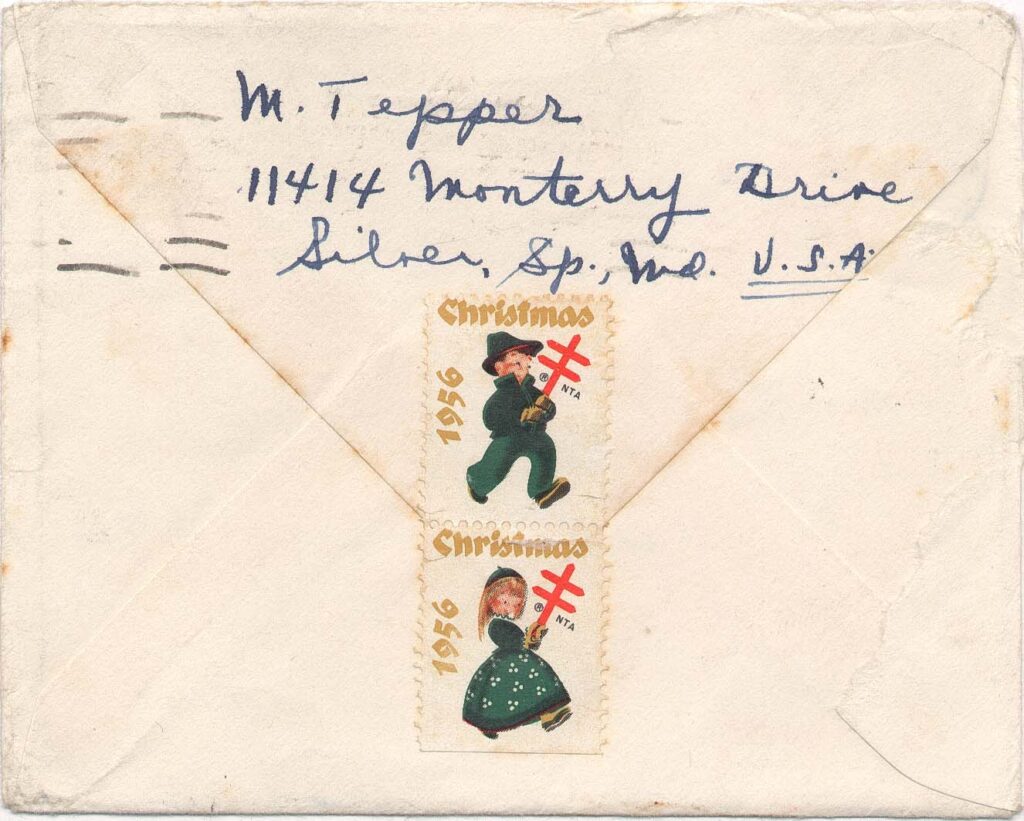 M. Tepper
11414 Monterry Drive
Silver, Sp., Md. U.S.A.
Christmas
1956
® NTA
Christmas
1956
® NTA